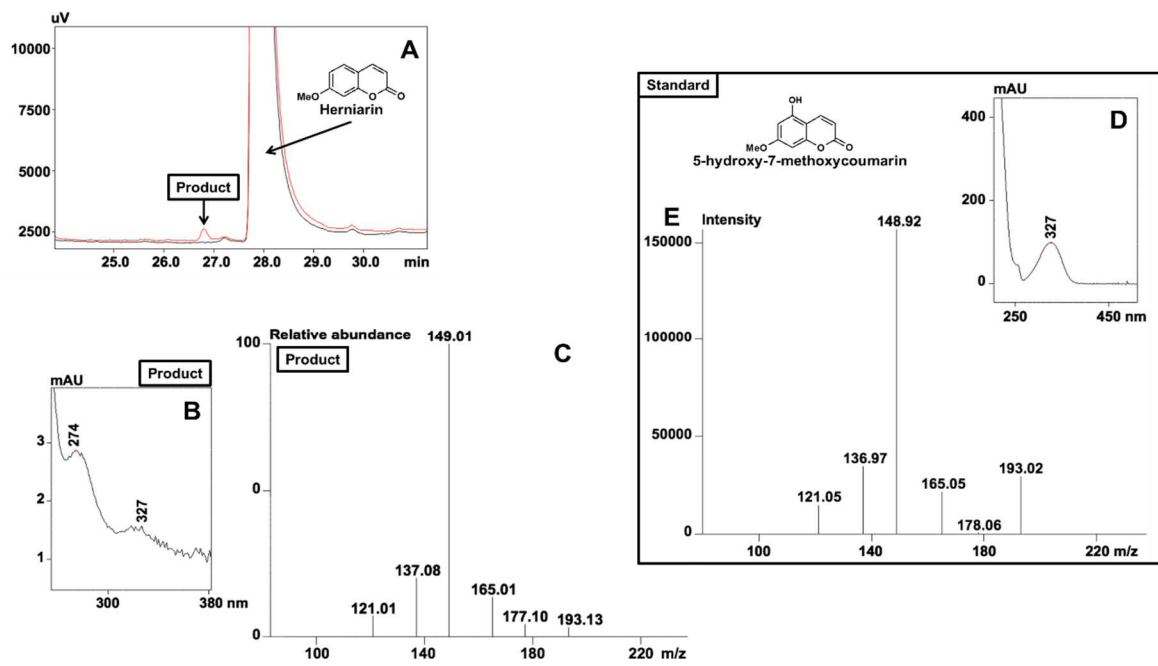 uV
A
10000
7500
5000
2500
MeO
O
O
Herniarin
Product
25.0 26.0 27.0 28.0 29.0 30.0 min
Product
mAU
B
3
2
1
274
327
300 380 nm
Relative abundance
Product
C
100
0
0
149.01
137.08
121.01
165.01
177.10
193.13
100 140 180 220 m/z
Standard
OH
MeO
O
O
5-hydroxy-7-methoxycoumarin
mAU
D
400
200
0
327
250 450 nm
E
Intensity
150000
100000
50000
0
148.92
136.97
121.05
165.05
178.06
193.02
100 140 180 220 m/z